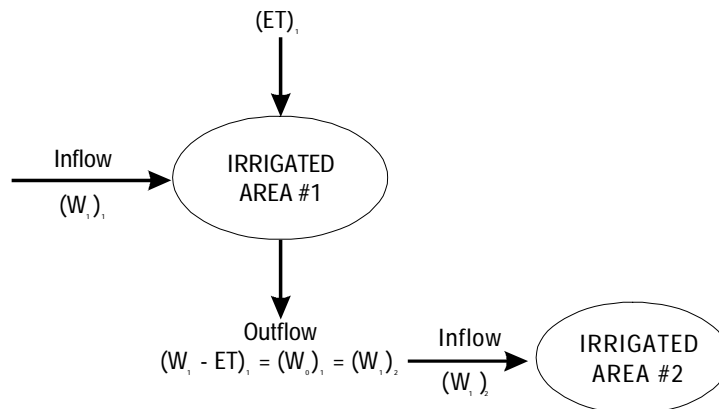 (ET)₁
Inflow
(W₁)₁
IRRIGATED
AREA #1
Outflow
(W₁ - ET)₁ = (W₀)₁ = (W₁)₂
Inflow
(W₁)₂
IRRIGATED
AREA #2